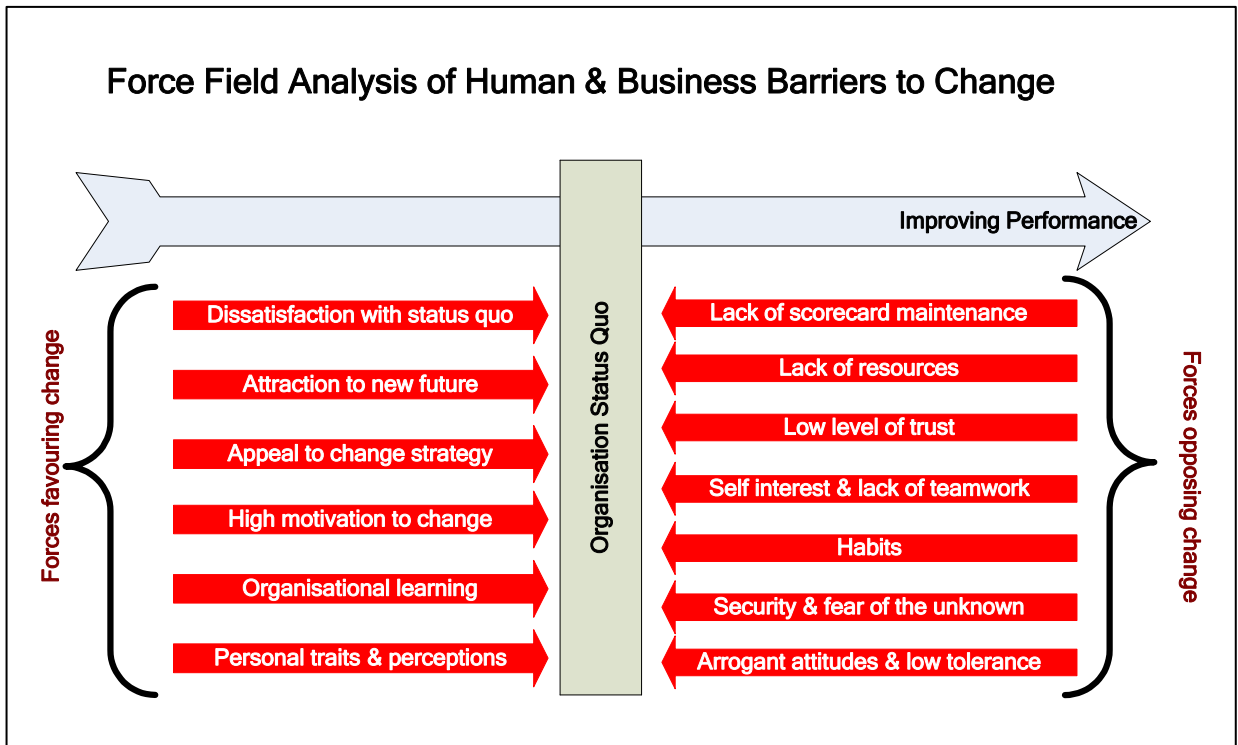 Force Field Analysis of Human & Business Barriers to Change
Improving Performance
Forces favouring change
Dissatisfaction with status quo
Attraction to new future
Appeal to change strategy
High motivation to change
Organisational learning
Personal traits & perceptions
Organisation Status Quo
Lack of scorecard maintenance
Lack of resources
Low level of trust
Self interest & lack of teamwork
Habits
Security & fear of the unknown
Arrogant attitudes & low tolerance
Forces opposing change